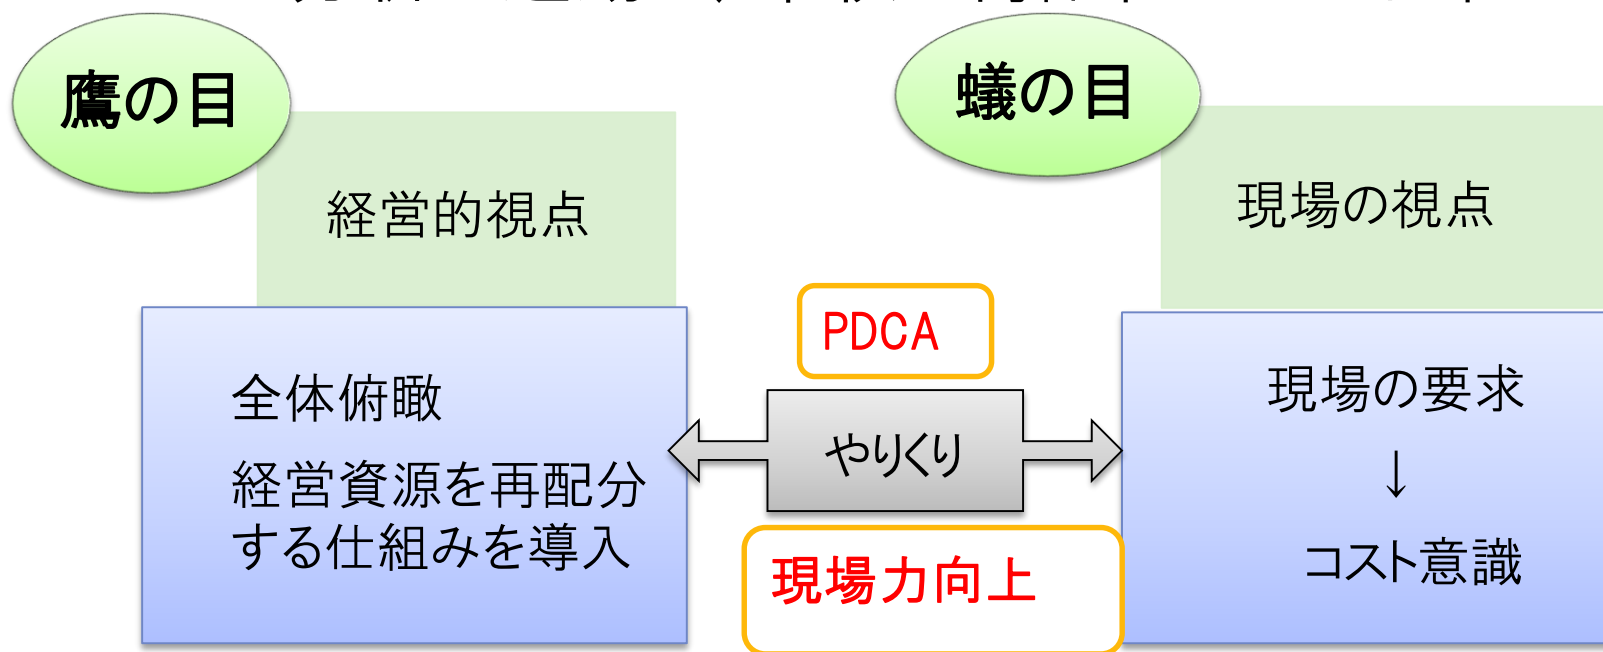 鷹の目
経営的視点
全体俯瞰
経営資源を再配分
する仕組みを導入
PDCA
やりくり
現場力向上
蟻の目
現場の視点
現場の要求
↓
コスト意識